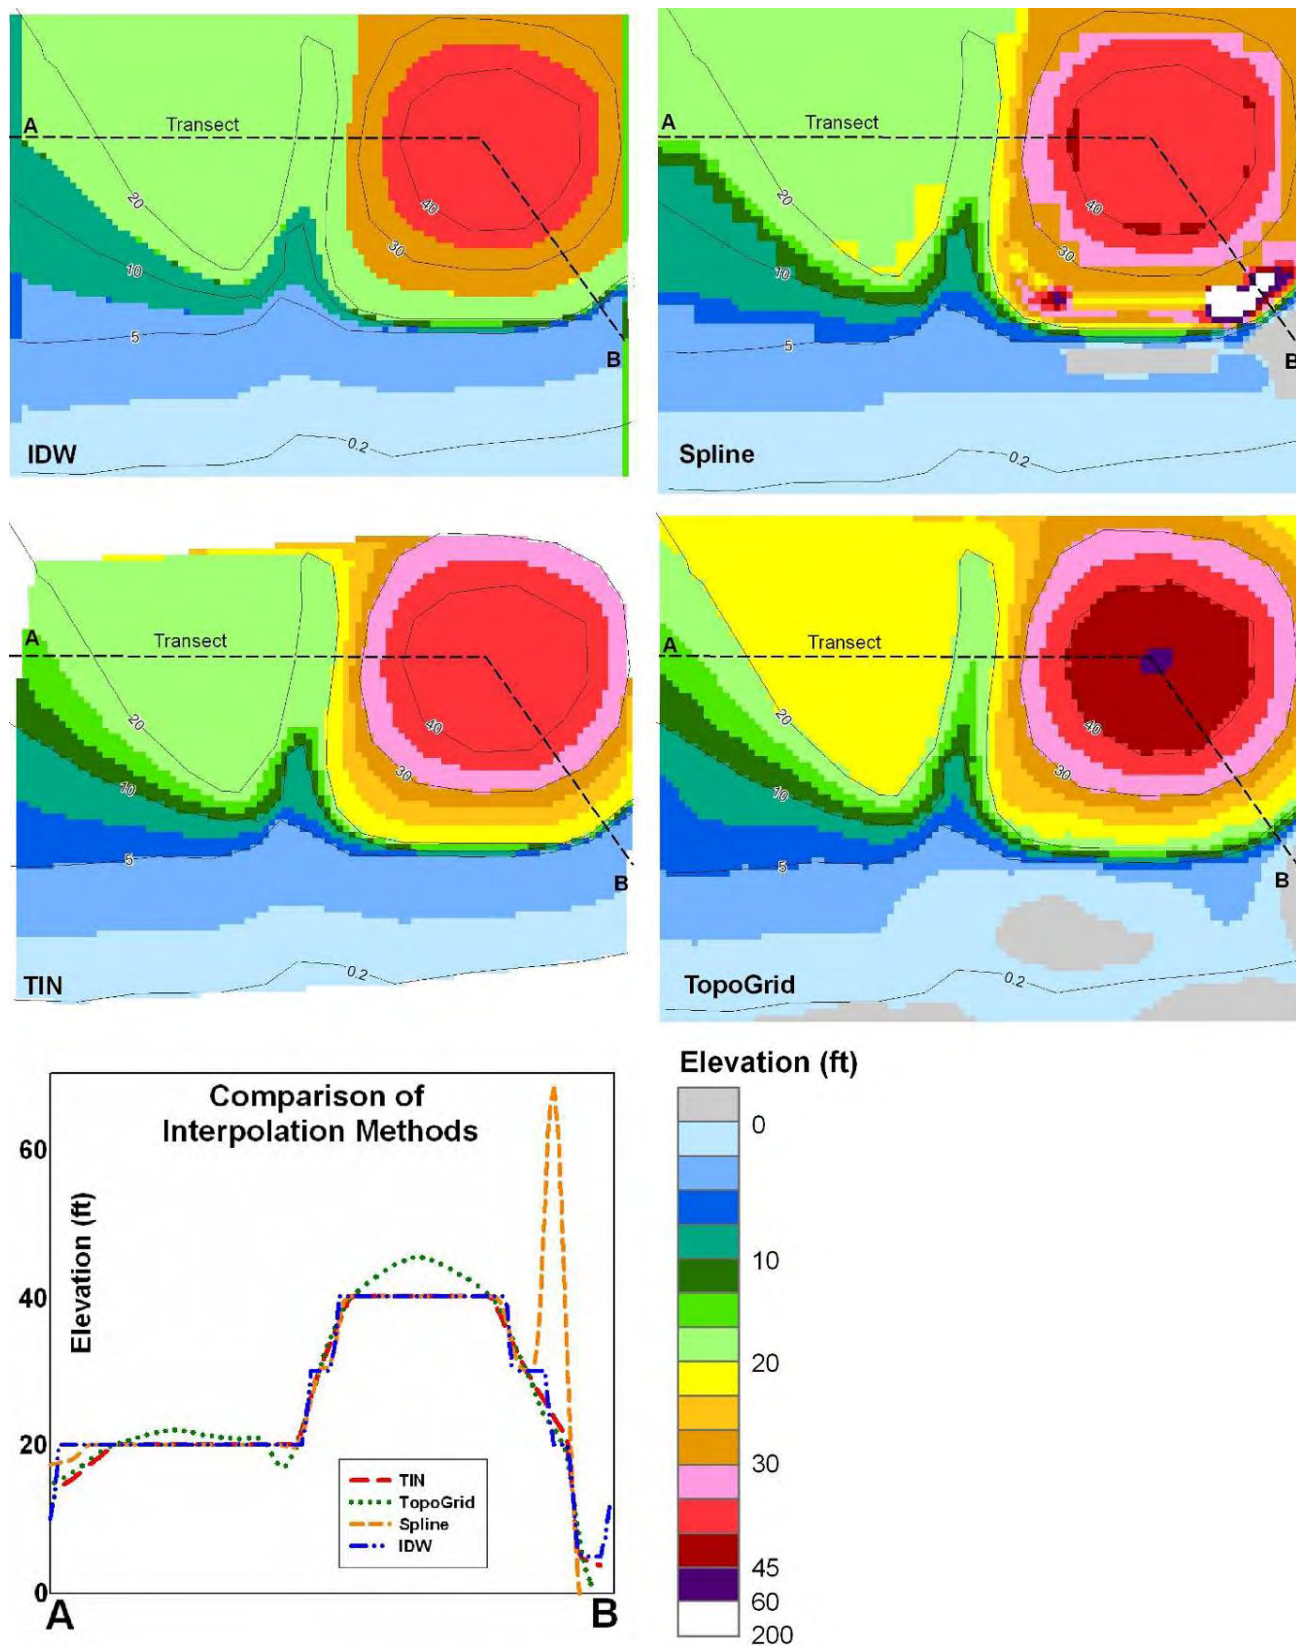 A
Transect
20
40
30
10
5
B
0.2
IDW
A
Transect
20
40
30
10
5
B
0.2
Spline
A
Transect
20
40
30
10
5
B
0.2
TIN
A
Transect
20
40
30
10
5
B
0.2
TopoGrid
Comparison of
Interpolation Methods
Elevation (ft)
60
40
20
0
TIN
TopoGrid
Spline
IDW
A
B
Elevation (ft)
0
10
20
30
45
60
200